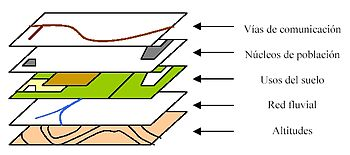 Vías de comunicación
Núcleos de población
Usos del suelo
Red fluvial
Altitudes